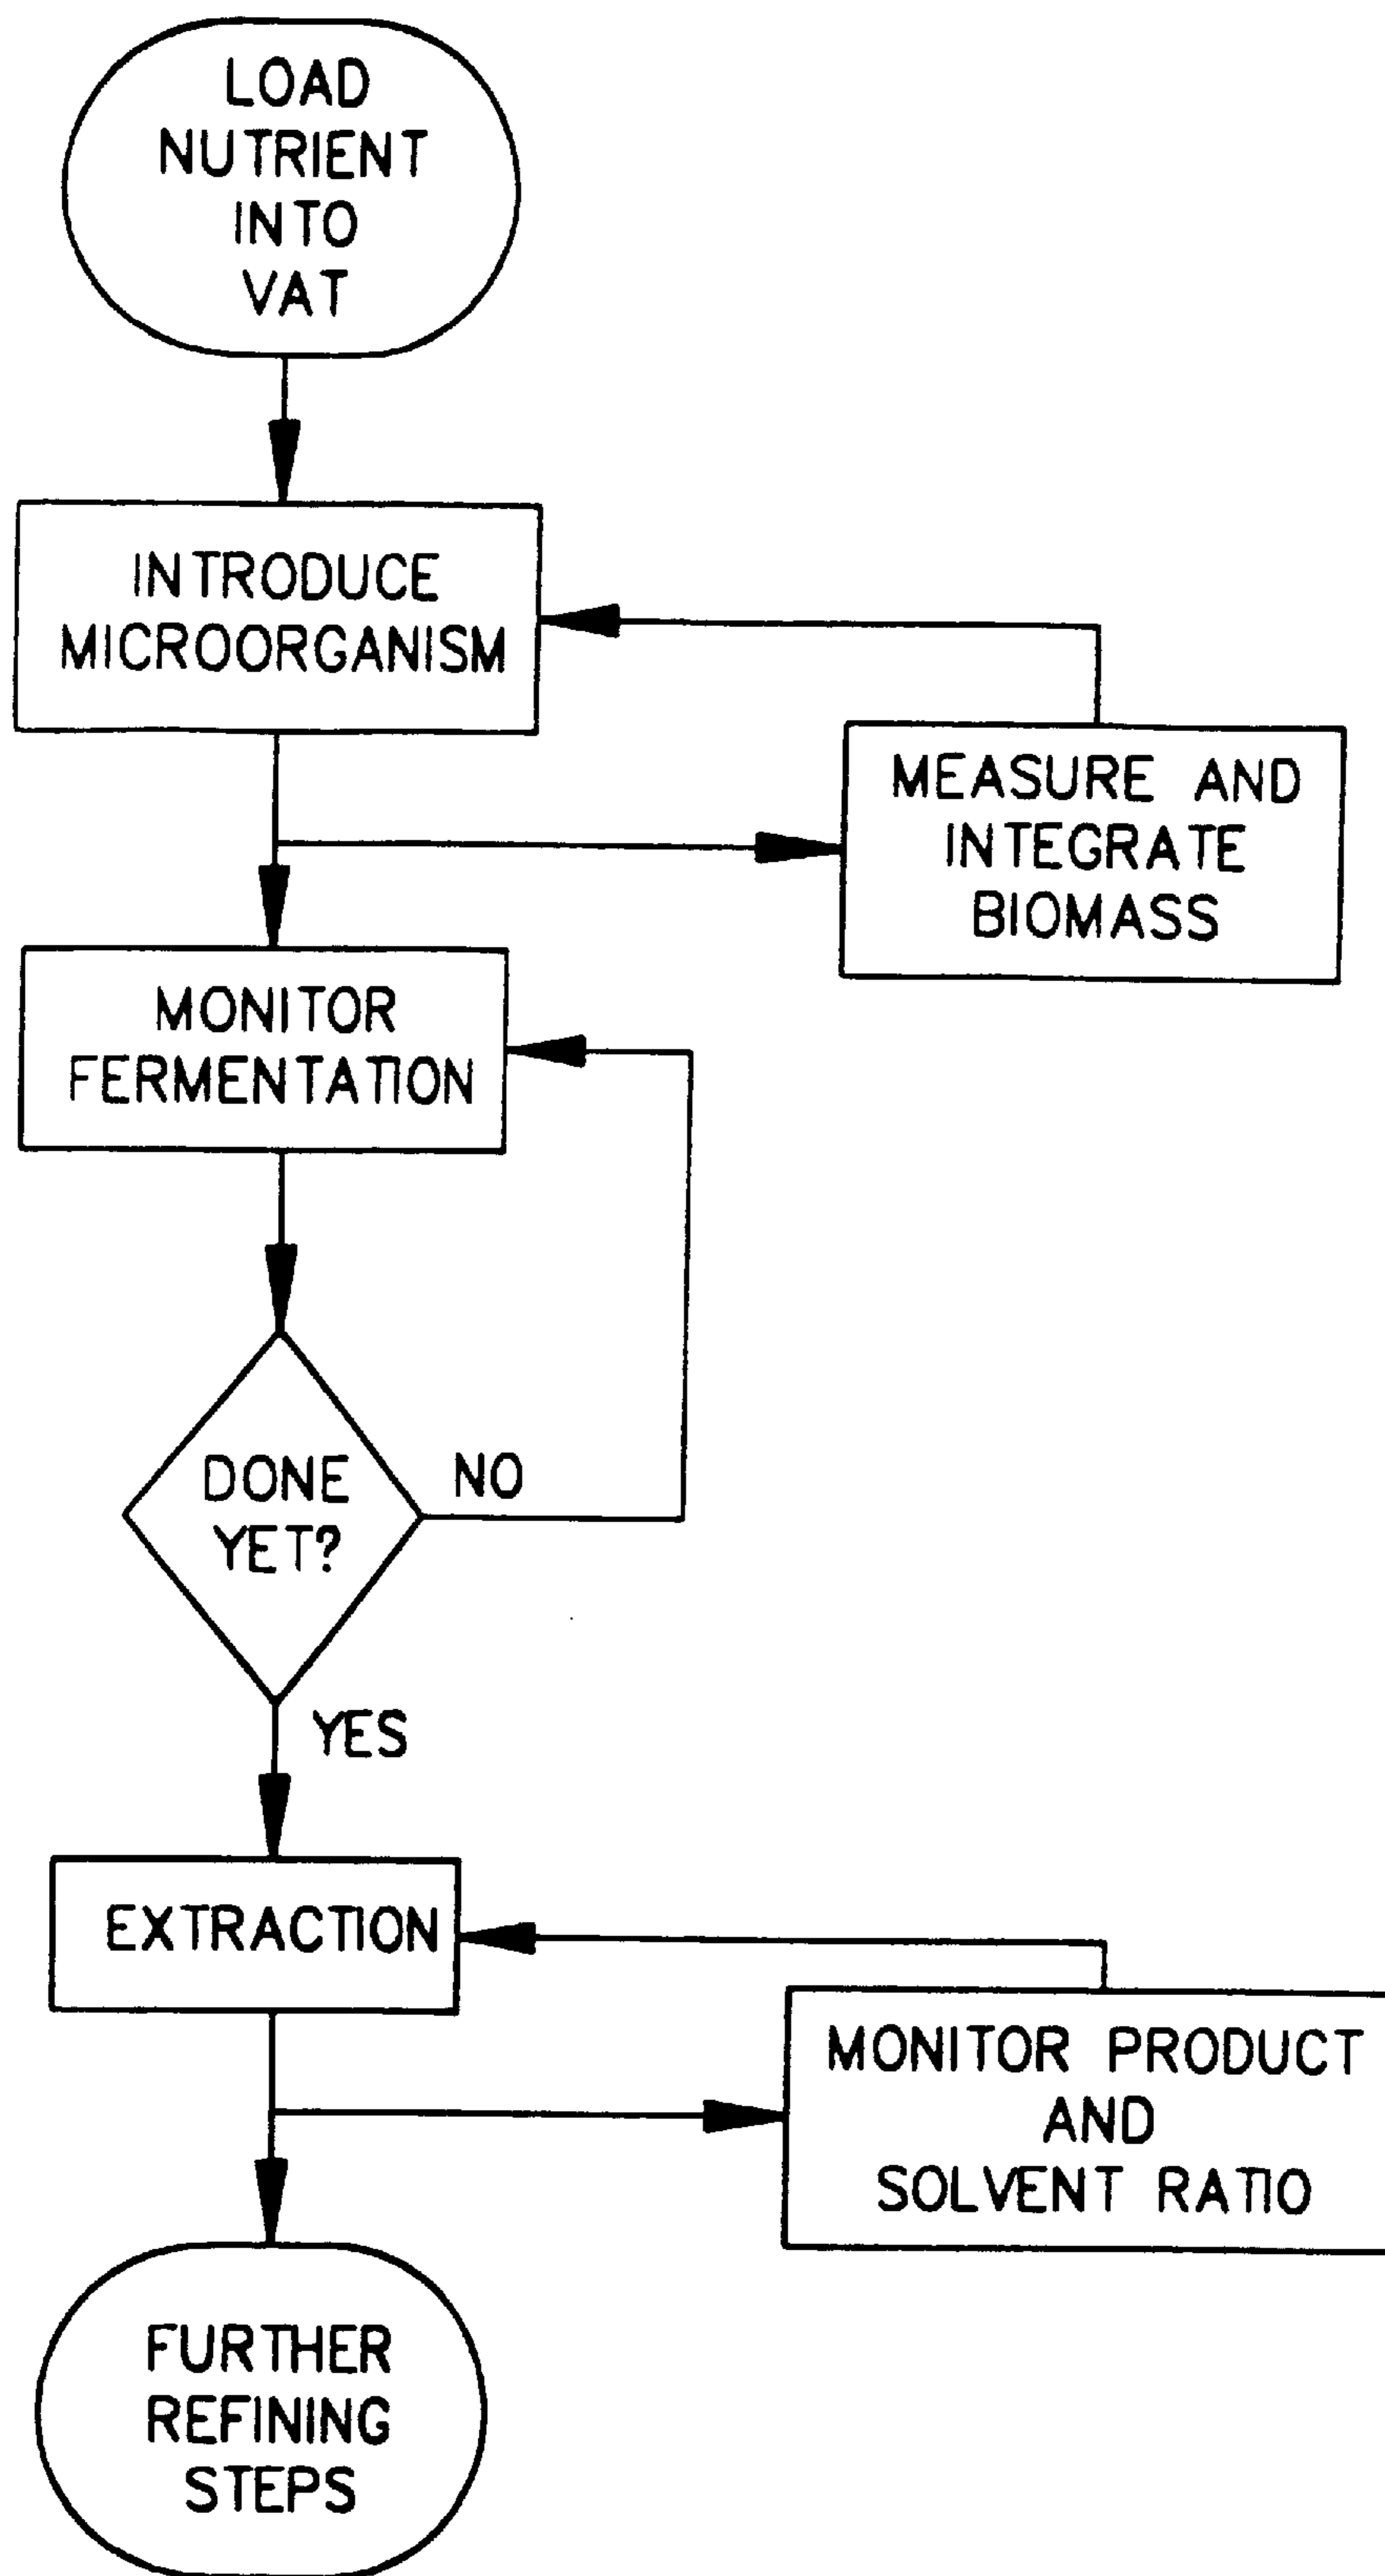 LOAD
NUTRIENT
INTO
VAT
INTRODUCE
MICROORGANISM
MEASURE AND
INTEGRATE
BIOMASS
MONITOR
FERMENTATION
DONE
YET?
NO
YES
EXTRACTION
MONITOR PRODUCT
AND
SOLVENT RATIO
FURTHER
REFINING
STEPS